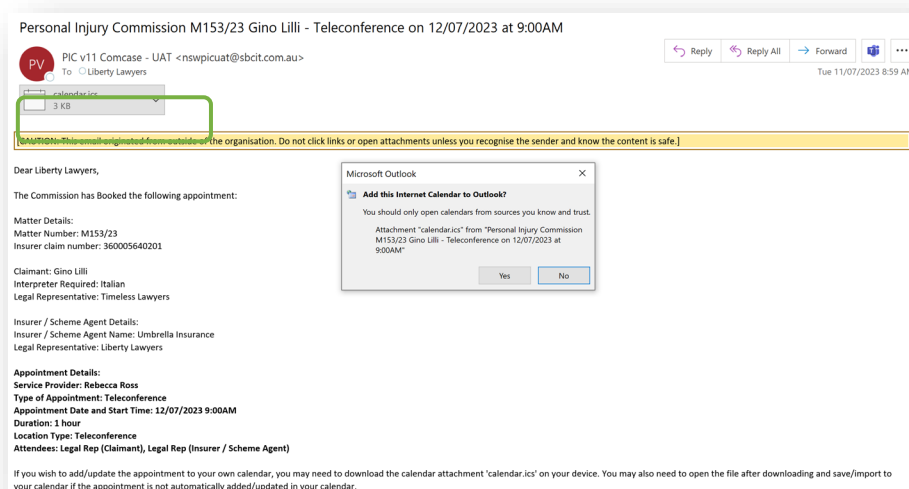 Personal Injury Commission M153/23 Gino Lilli - Teleconference on 12/07/2023 at 9:00AM
PV
PIC v11 Comcase - UAT <nswpicuat@sbcit.com.au>
To Liberty Lawyers
Reply
Reply All
Forward
Tue 11/07/2023 8:59 AM
calendar.ics
3 KB
[CAUTION: This email originated from outside of the organisation. Do not click links or open attachments unless you recognise the sender and know the content is safe.]
Dear Liberty Lawyers,
The Commission has Booked the following appointment:
Matter Details:
Matter Number: M153/23
Insurer claim number: 360005640201
Claimant: Gino Lilli
Interpreter Required: Italian
Legal Representative: Timeless Lawyers
Insurer / Scheme Agent Details:
Insurer / Scheme Agent Name: Umbrella Insurance
Legal Representative: Liberty Lawyers
Appointment Details:
Service Provider: Rebecca Ross
Type of Appointment: Teleconference
Appointment Date and Start Time: 12/07/2023 9:00AM
Duration: 1 hour
Location Type: Teleconference
Attendees: Legal Rep (Claimant), Legal Rep (Insurer / Scheme Agent)
If you wish to add/update the appointment to your own calendar, you may need to download the calendar attachment 'calendar.ics' on your device. You may also need to open the file after downloading and save/import to
your calendar if the appointment is not automatically added/updated in your calendar.
Microsoft Outlook
Add this Internet Calendar to Outlook?
You should only open calendars from sources you know and trust.
Attachment "calendar.ics" from "Personal Injury Commission
M153/23 Gino Lilli - Teleconference on 12/07/2023 at
9:00AM"
Yes
No